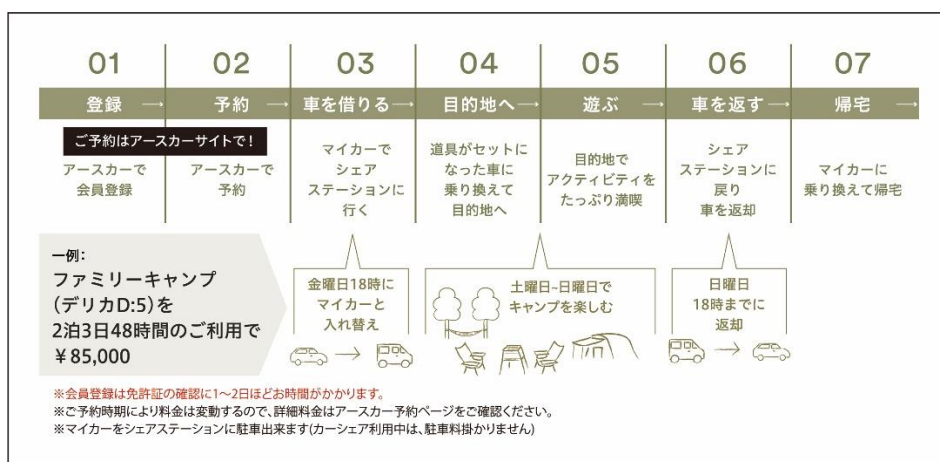 01
02
03
04
05
06
07
登録 →
予約 →
車を借りる→
目的地へ→
遊ぶ →
車を返す→
帰宅 →
ご予約はアースカーサイトで！
アースカーで
会員登録
アースカーで
予約
マイカーで
シェア
ステーションに
行く
道具がセットに
なった車に
乗り換えて
目的地へ
目的地で
アクティビティを
たっぷり満喫
シェア
ステーションに
戻り
車を返却
マイカーに
乗り換えて帰宅
一例：
ファミリーキャンプ
（デリカD:5）を
2泊3日48時間のご利用で
￥85,000
金曜日18時に
マイカーと
入れ替え
土曜日~日曜日で
キャンプを楽しむ
日曜日
18時までに
返却
※会員登録は免許証の確認に1～2日ほどお時間がかかります。
※ご予約時期により料金は変動するので、詳細料金はアースカー予約ページをご確認ください。
※マイカーをシェアステーションに駐車出来ます(カーシェア利用中は、駐車料掛かりません)